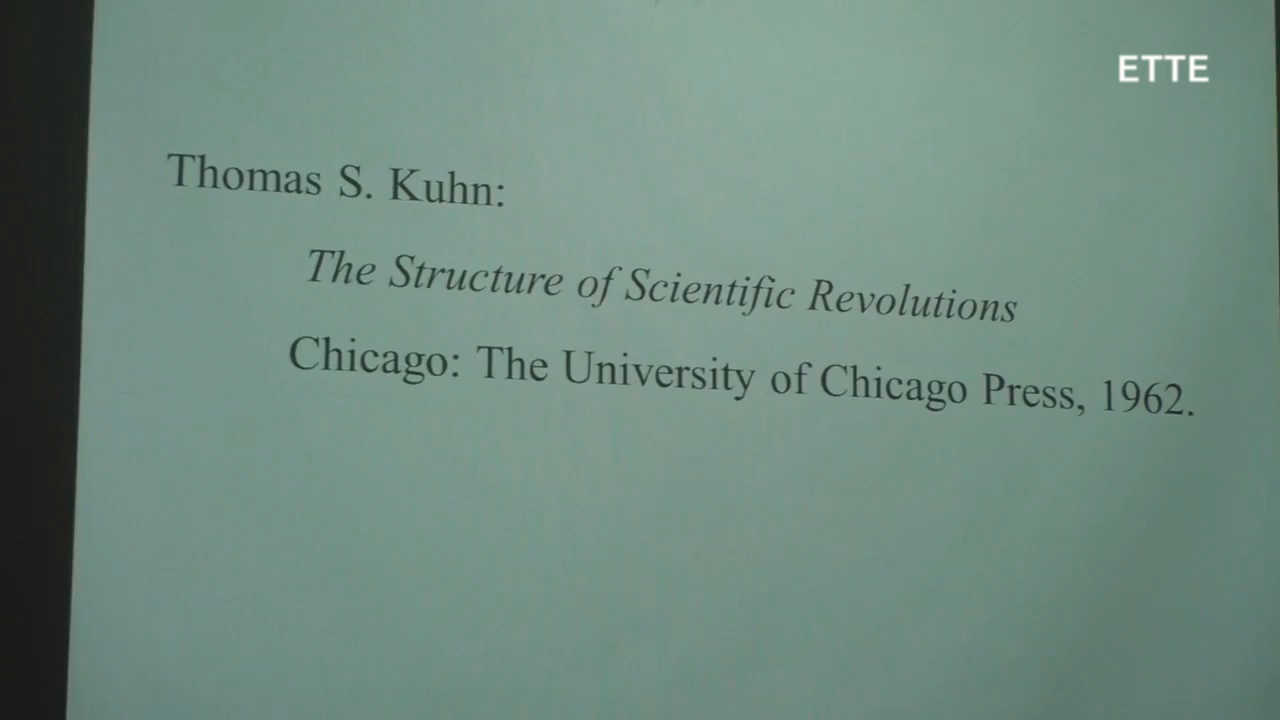 ETTE
Thomas S. Kuhn:
The Structure of Scientific Revolutions
Chicago: The University of Chicago Press, 1962.